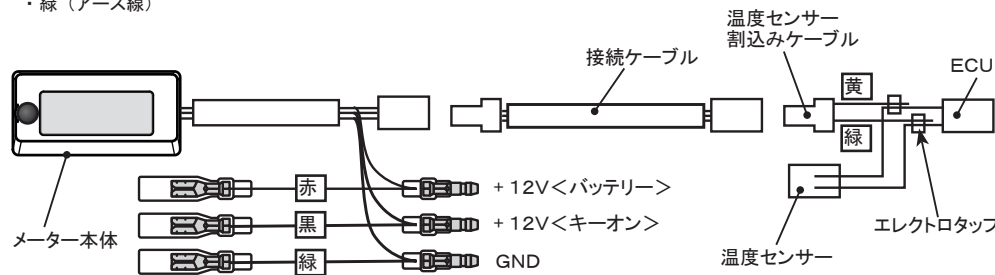 ・緑（アース線）
温度センサー
割込みケーブル
接続ケーブル
ECU
黄
緑
赤
+12V＜バッテリー＞
黒
+12V＜キーオン＞
緑
GND
メーター本体
エレクトロタップ
温度センサー